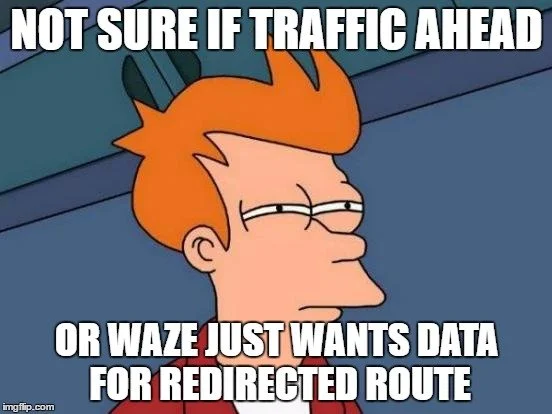 NOT SURE IF TRAFFIC AHEAD
OR WAZE JUST WANTS DATA
FOR REDIRECTED ROUTE
imgflip.com